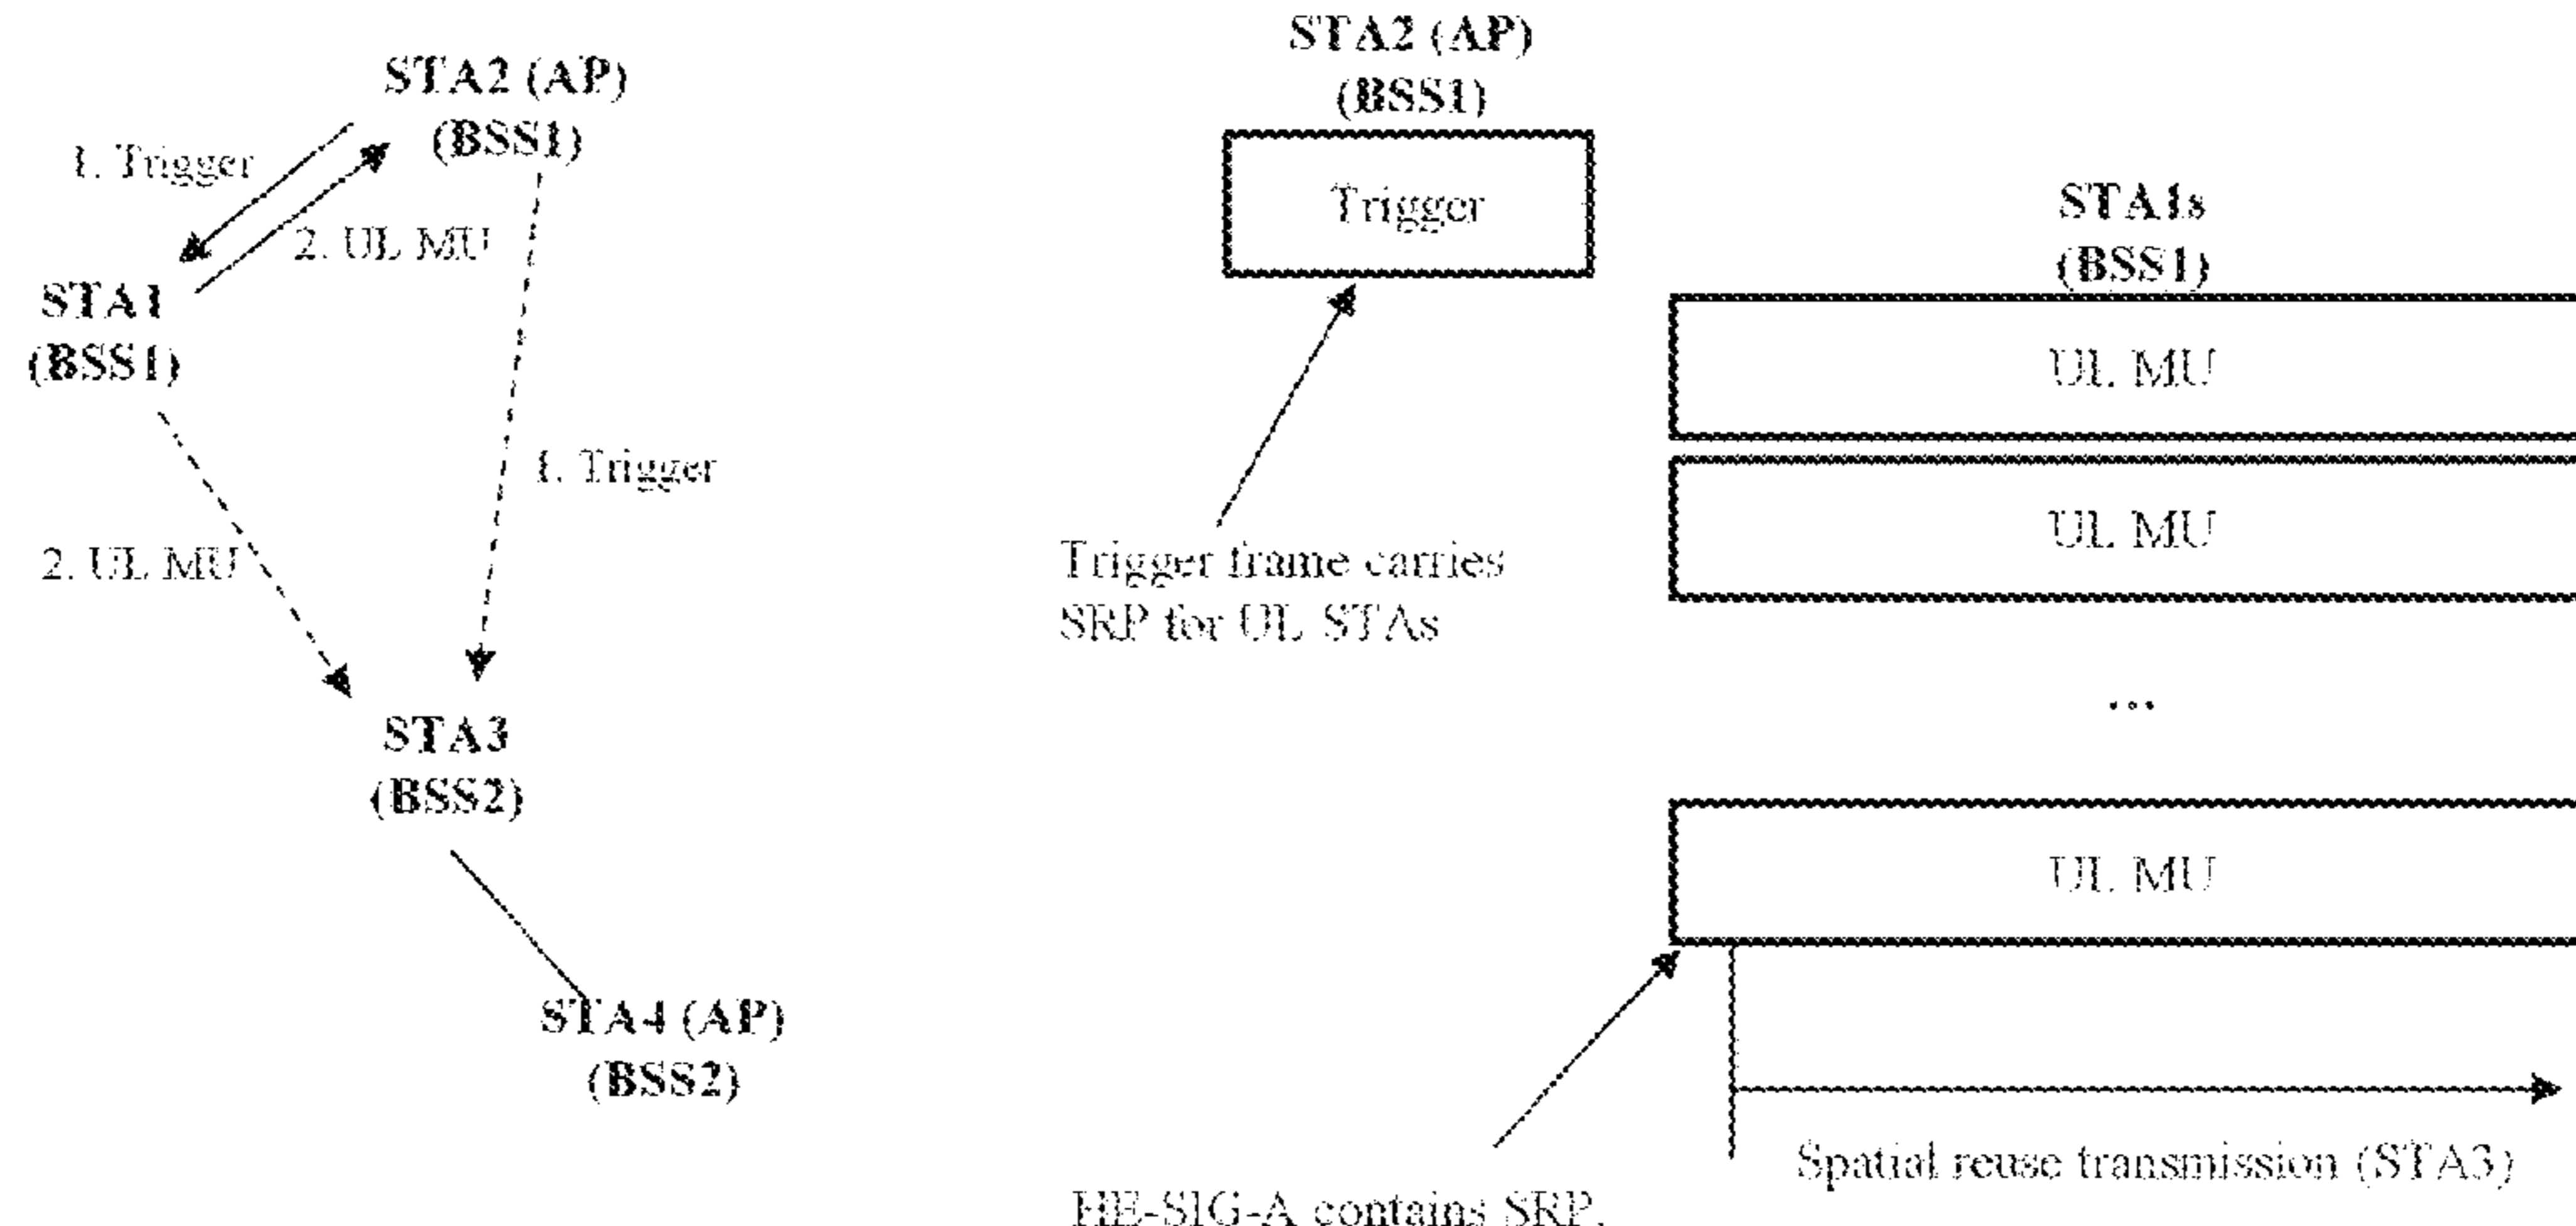 STA2 (AP)
(BSS1)
1. Trigger
2. UL MU
STA1
(BSS1)
1. Trigger
2. UL MU
STA3
(BSS2)
STA4 (AP)
(BSS2)
STA2 (AP)
(BSS1)
Trigger
Trigger frame carries
SRP for UL STAs
STA1s
(BSS1)
UL MU
UL MU
...
UL MU
Spatial reuse transmission (STA3)
HE-SIG-A contains SRP.